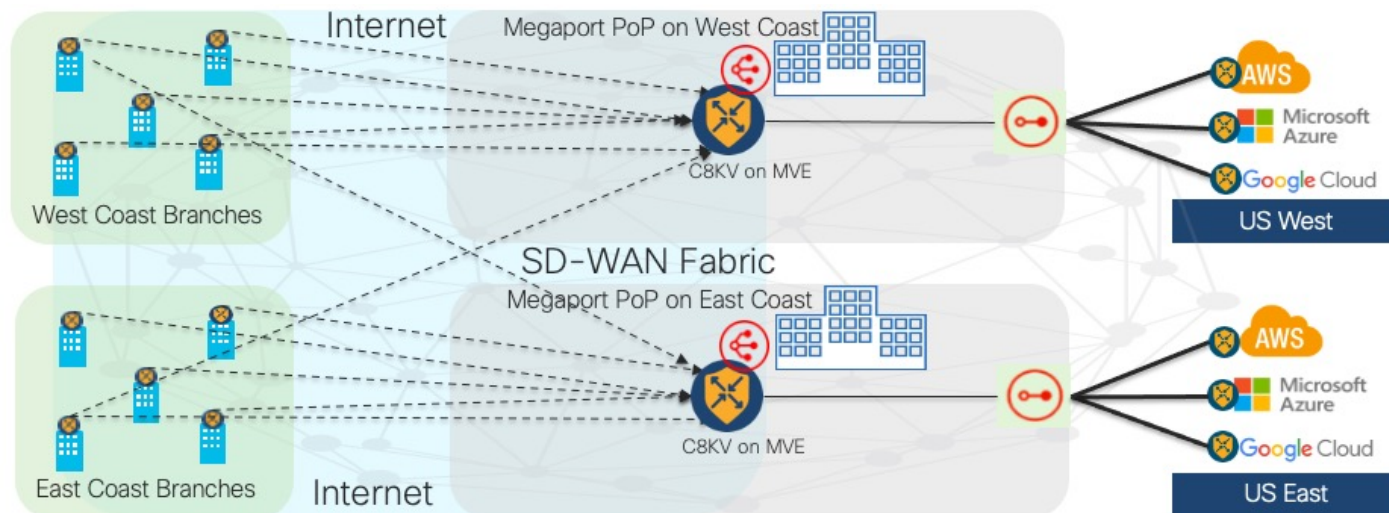 Internet
Megaport PoP on West Coast
AWS
Microsoft
Azure
C8KV on MVE
Google Cloud
West Coast Branches
US West
SD-WAN Fabric
Megaport PoP on East Coast
AWS
Microsoft
Azure
C8KV on MVE
Google Cloud
East Coast Branches
Internet
US East